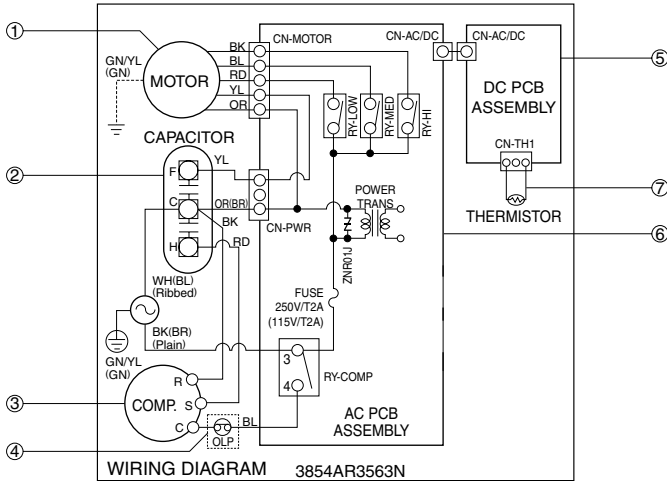 ①
CN-MOTOR
CN-AC/DC
CN-AC/DC
BK
GN/YL
(GN)
BL
⑤
RD
MOTOR
DC PCB
ASSEMBLY
YL
OR
RY-LOW
RY-MED
RY-HI
CAPACITOR
CN-TH1
②
F
YL
⑦
POWER
TRANS
C
OR(BR)
THERMISTOR
BK
CN-PWR
⑥
H
RD
ZNR01J
WH(BL)
(Ribbed)
FUSE
250V/T2A
(115V/T2A)
BK(BR)
(Plain)
GN/YL
(GN)
3
R
RY-COMP
4
③
COMP.
S
C
BL
AC PCB
ASSEMBLY
④
OLP
WIRING DIAGRAM
3854AR3563N